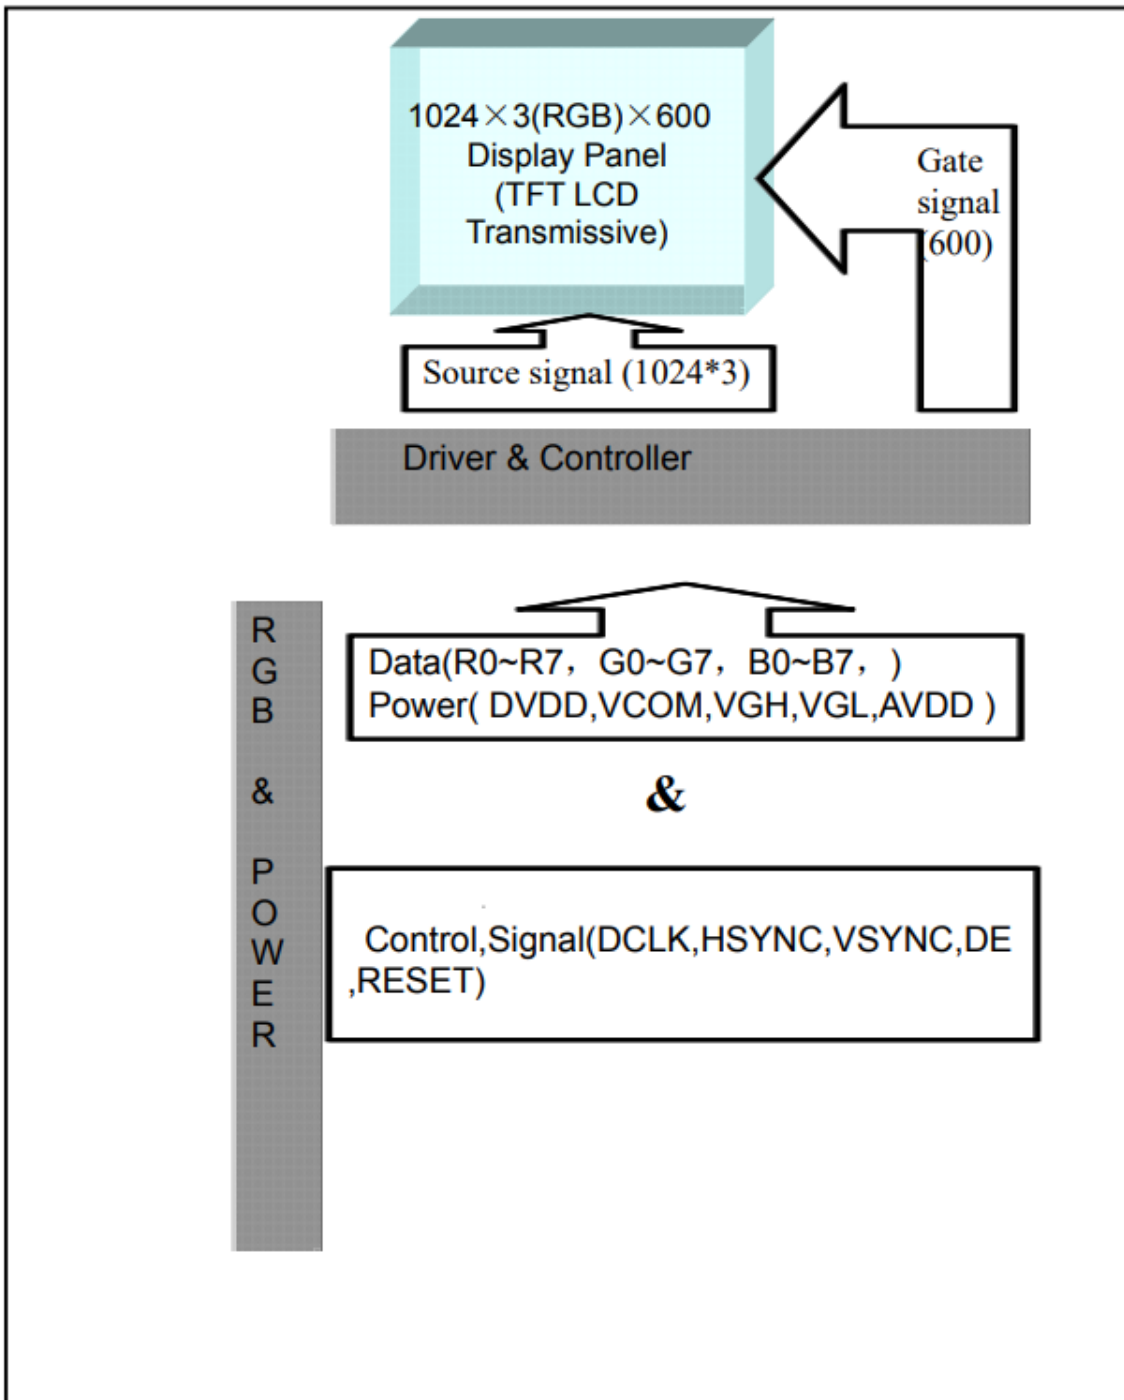 1024×3(RGB)×600
Display Panel
(TFT LCD
Transmissive)
Gate
signal
(600)
Source signal (1024*3)
Driver & Controller
R
G
B
&
P
O
W
E
R
Data(R0~R7，G0~G7，B0~B7，)
Power( DVDD,VCOM,VGH,VGL,AVDD )
&
Control,Signal(DCLK,HSYNC,VSYNC,DE
,RESET)